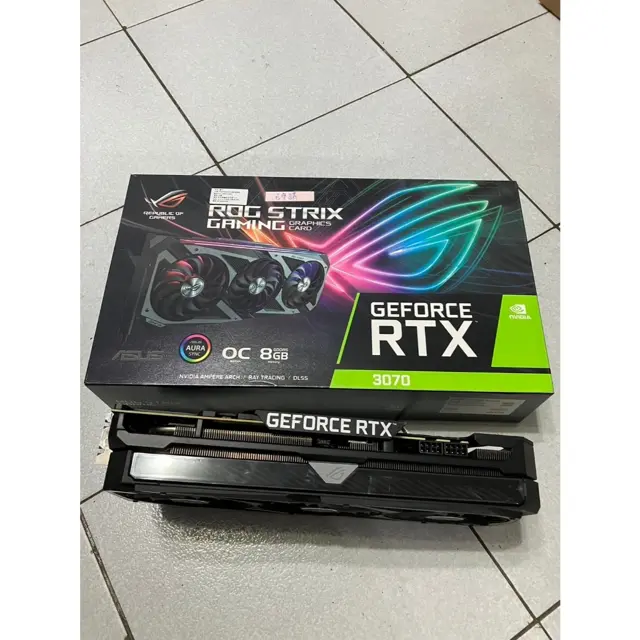 REPUBLIC OF
GAMERS
ROG STRIX
GAMING GRAPHICS
CARD
GEFORCE
RTX
NVIDIA
3070
ASUS
ASUS
AURA
SYNC
OC 8GB
NVIDIA AMPERE ARCH / RAY TRACING / DLSS
GEFORCE RTX